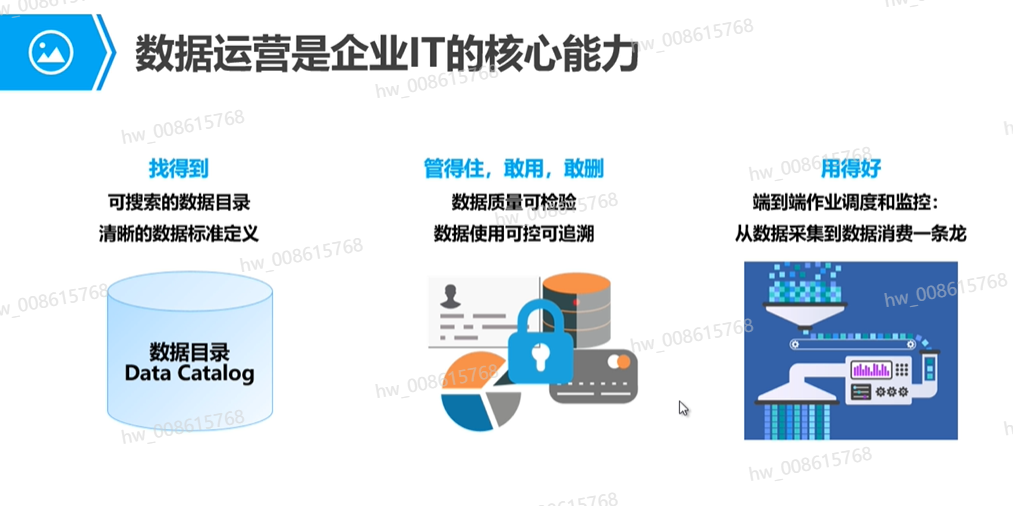 数据运营是企业IT的核心能力
找得到
可搜索的数据目录
清晰的数据标准定义
数据目录
Data Catalog
管得住，敢用，敢删
数据质量可检验
数据使用可控可追溯
用得好
端到端作业调度和监控：
从数据采集到数据消费一条龙
hw_008615768